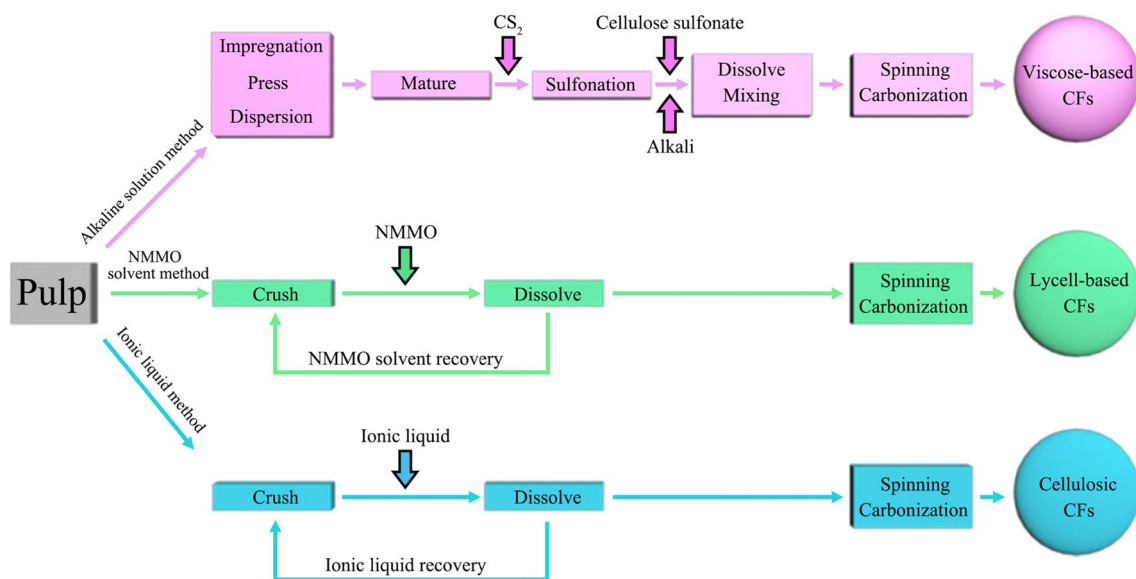 CS₂
Cellulose sulfonate
Impregnation
Press
Dispersion
Mature
Sulfonation
Dissolve
Mixing
Spinning
Carbonization
Viscose-based
CFs
Alkali
Alkaline solution method
Pulp
NMMO
solvent method
NMMO
Crush
Dissolve
Spinning
Carbonization
Lycell-based
CFs
NMMO solvent recovery
Ionic liquid method
Ionic liquid
Crush
Dissolve
Spinning
Carbonization
Cellulosic
CFs
Ionic liquid recovery